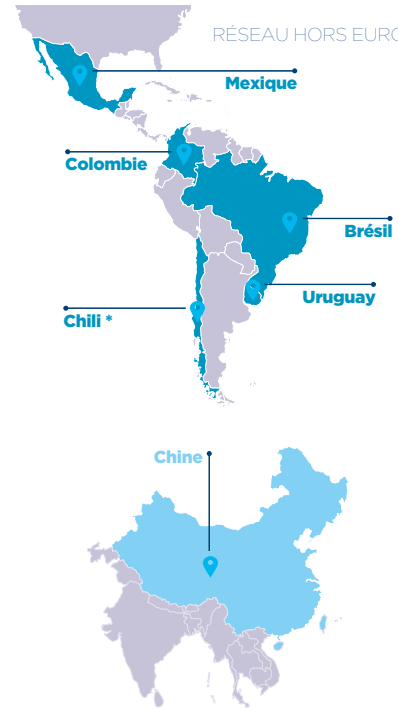 RÉSEAU HORS EURO
Mexique
Colombie
Brésil
Uruguay
Chili *
Chine